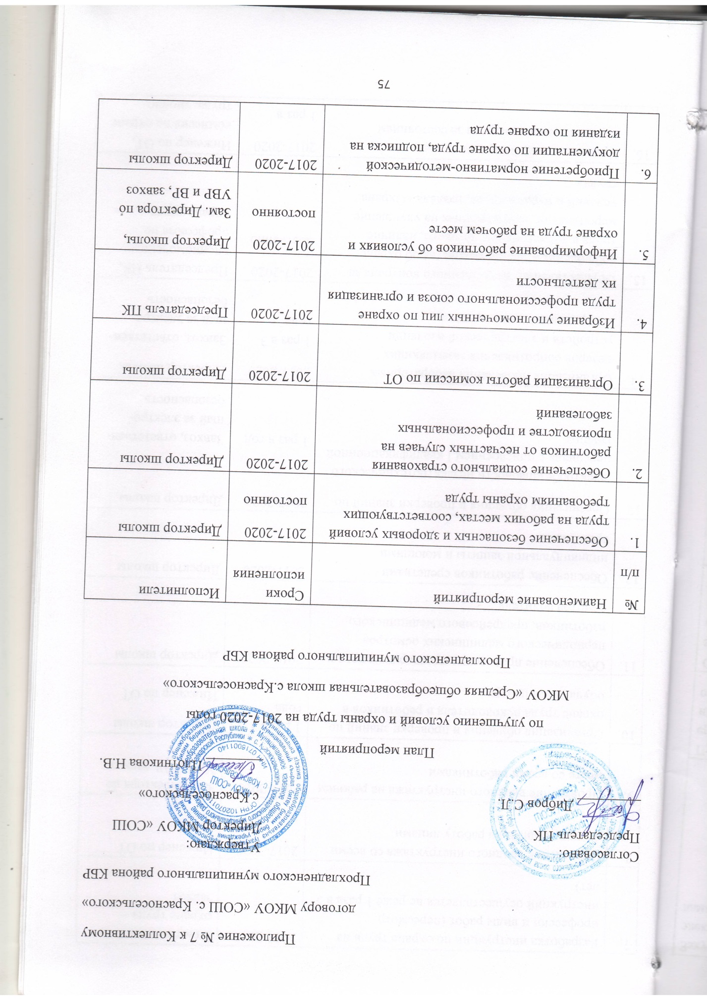 Приложение № 7 к Коллективному
договору МКОУ «СОШ с. Красносельского»
Прохладненского муниципального района КБР
Согласовано:
Председатель ПК
Дибров С.Л.
Утверждаю:
Директор МКОУ «СОШ
с.Красносельского»
Плотникова Н.В.
ОГРН
МКОУ «СОШ
с. Красносельского»
ИНН 0715001140
План мероприятий
по улучшению условий и охраны труда на 2017-2020 годы
МКОУ «Средняя общеобразовательная школа с.Красносельского»
Прохладненского муниципального района КБР
№
п/п
Наименование мероприятий
Сроки
исполнения
Исполнители
1.
Обеспечение безопасных и здоровых условий
труда на рабочих местах, соответствующих
требованиям охраны труда
2017-2020
постоянно
Директор школы
2.
Обеспечение социального страхования
работников от несчастных случаев на
производстве и профессиональных
заболеваний
2017-2020
Директор школы
3.
Организация работы комиссии по ОТ
2017-2020
Директор школы
4.
Избрание уполномоченных лиц по охране
труда профессионального союза и организация
их деятельности
2017-2020
Председатель ПК
5.
Информирование работников об условиях и
охране труда на рабочем месте
2017-2020
постоянно
Директор школы,
Зам. Директора по
УВР и ВР, завхоз
6.
Приобретение нормативно-методической
документации по охране труда, подписка на
издания по охране труда
2017-2020
Директор школы
75